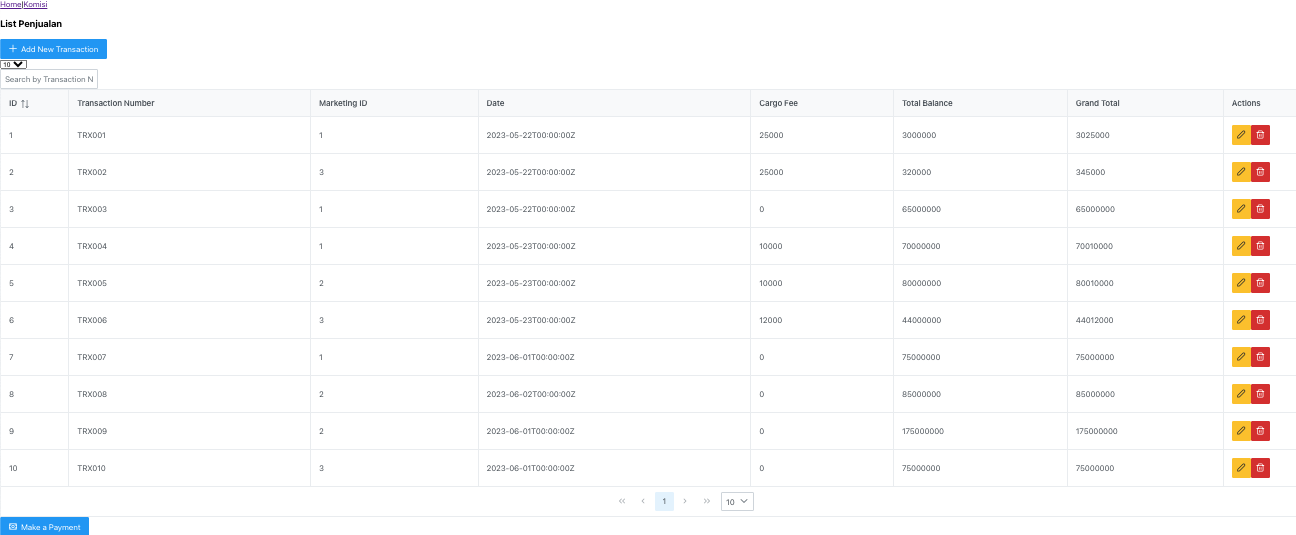 Home|Komisi
List Penjualan
Add New Transaction
10
Search by Transaction N
ID Transaction Number Marketing ID Date Cargo Fee Total Balance Grand Total Actions
1 TRX001 1 2023-05-22T00:00:00Z 25000 3000000 3025000
2 TRX002 3 2023-05-22T00:00:00Z 25000 320000 345000
3 TRX003 1 2023-05-22T00:00:00Z 0 65000000 65000000
4 TRX004 1 2023-05-23T00:00:00Z 10000 70000000 70010000
5 TRX005 2 2023-05-23T00:00:00Z 10000 80000000 80010000
6 TRX006 3 2023-05-23T00:00:00Z 12000 44000000 44012000
7 TRX007 1 2023-06-01T00:00:00Z 0 75000000 75000000
8 TRX008 2 2023-06-02T00:00:00Z 0 85000000 85000000
9 TRX009 2 2023-06-01T00:00:00Z 0 175000000 175000000
10 TRX010 3 2023-06-01T00:00:00Z 0 75000000 75000000
« ‹ 1 › » 10
Make a Payment